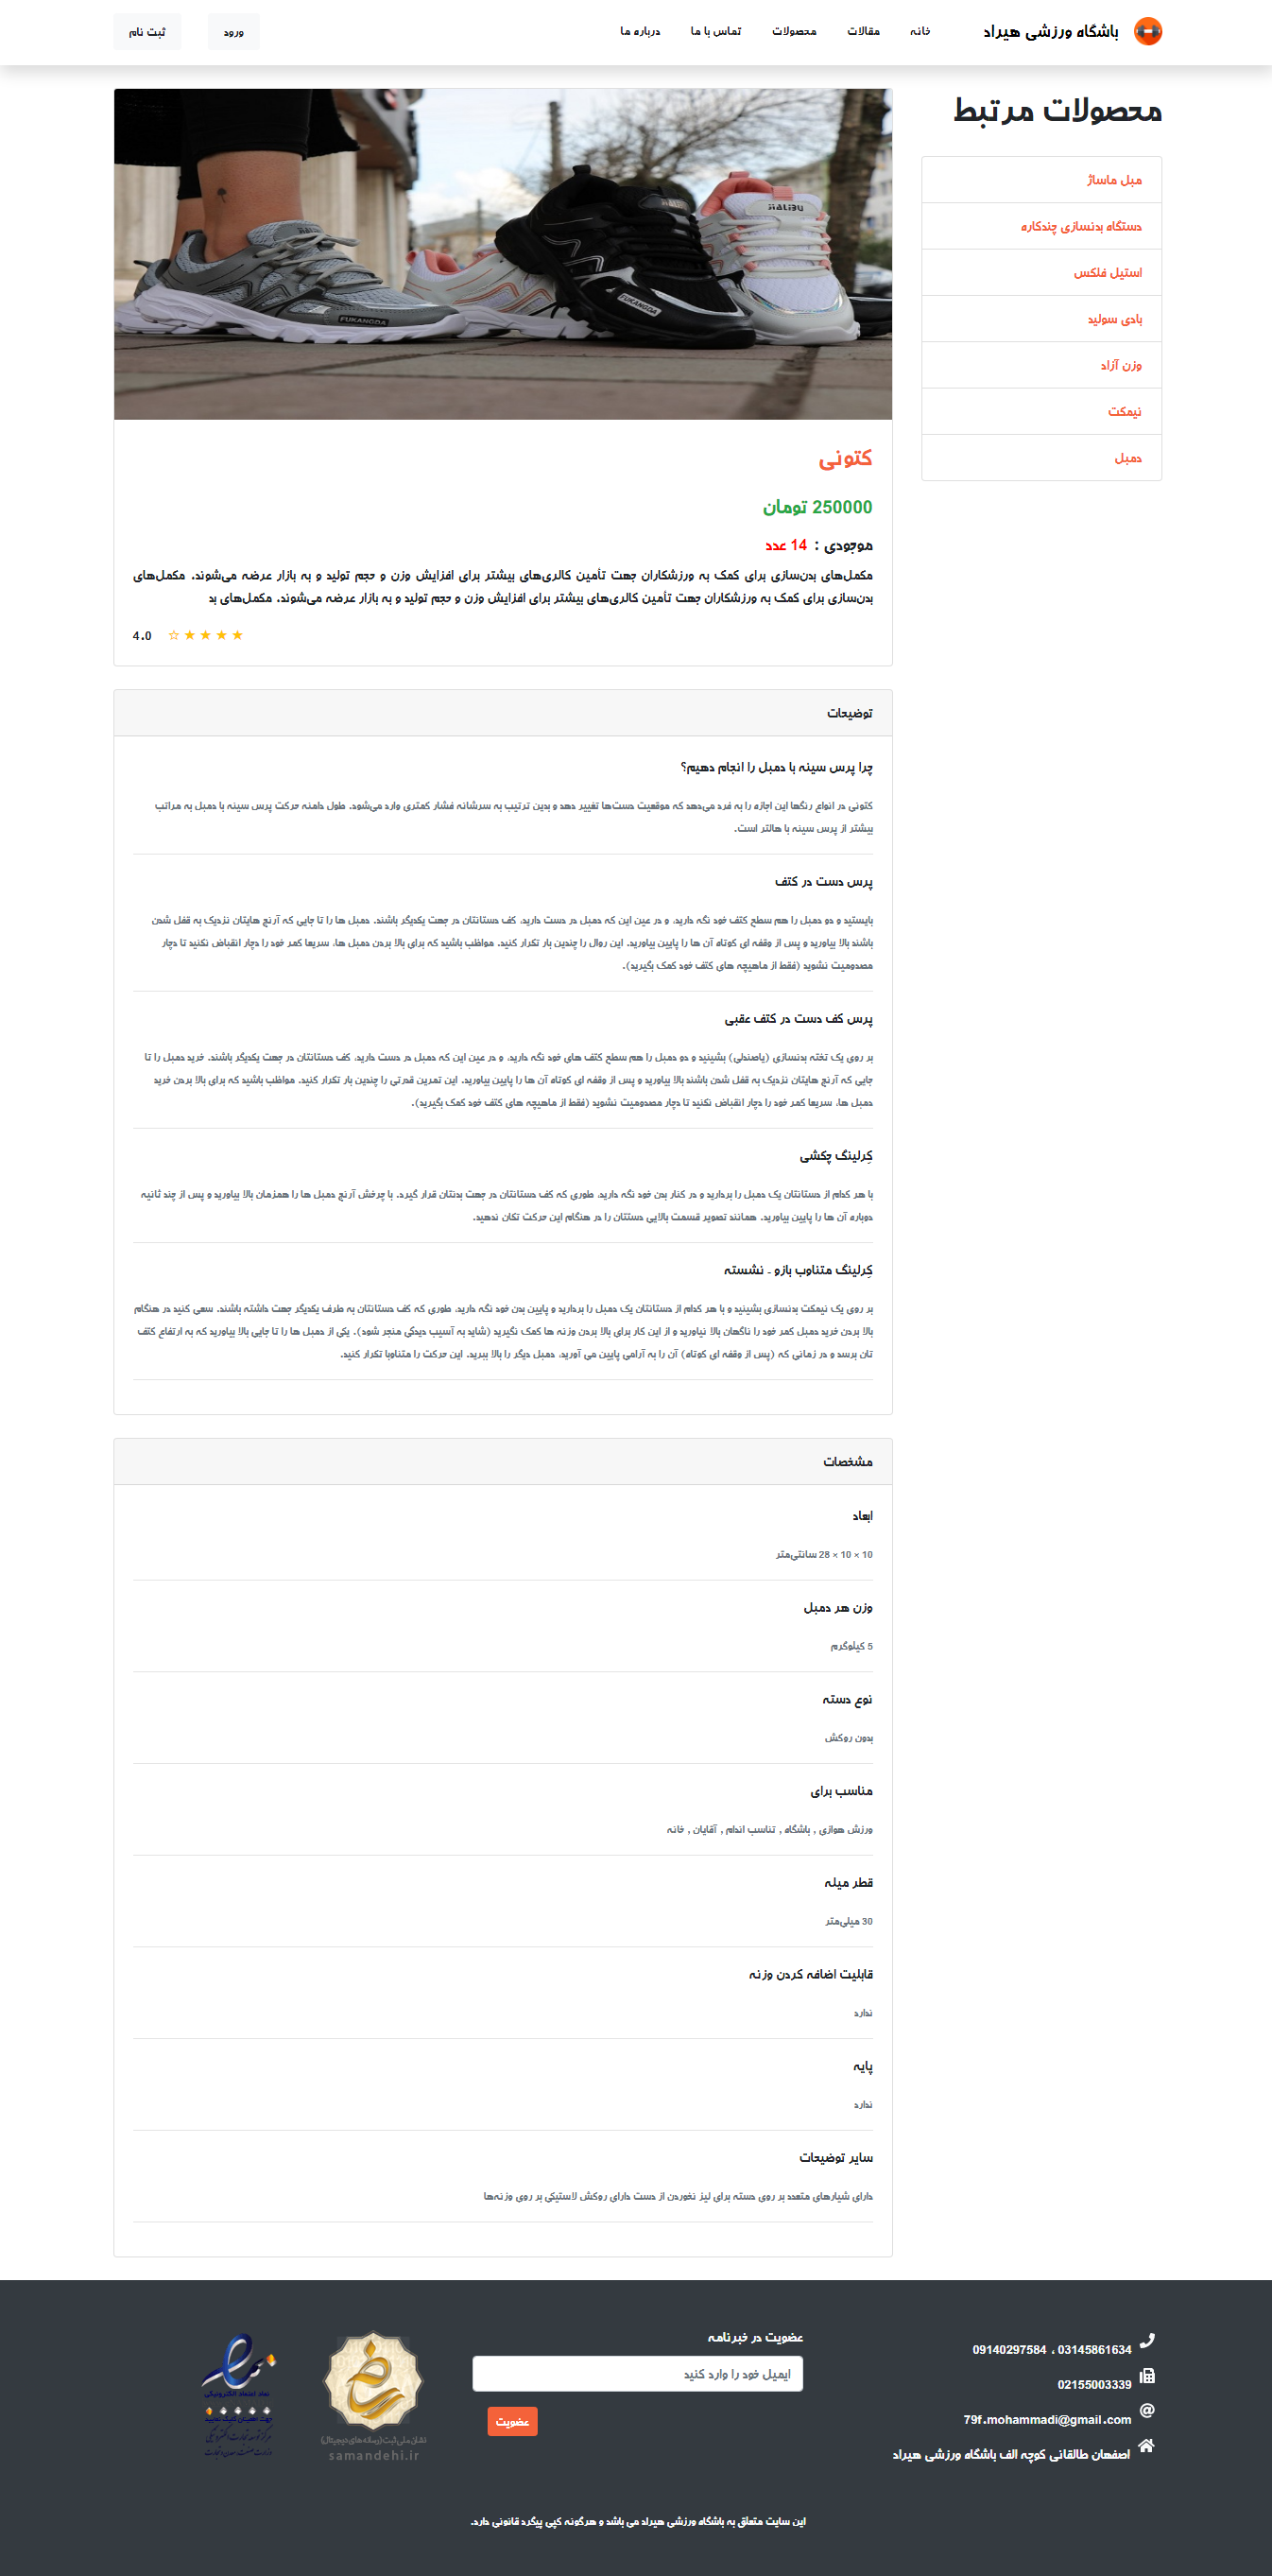 باشگاه ورزشی هیراد
خانه
مقالات
محصولات
تماس با ما
درباره ما
ورود
ثبت نام
محصولات مرتبط
مبل ماساژ
دستگاه بدنسازی چندکاره
استیل فلکس
بادی سولید
وزن آزاد
نیمکت
دمبل
JIALIBU
FUKANGDA
FUKANGDA
کتونی
250000 تومان
موجودی : 14 عدد
مکمل‌های بدن‌سازی برای کمک به ورزشکاران جهت تأمین کالری‌های بیشتر برای افزایش وزن و حجم تولید و به بازار عرضه می‌شوند. مکمل‌های
بدن‌سازی برای کمک به ورزشکاران جهت تأمین کالری‌های بیشتر برای افزایش وزن و حجم تولید و به بازار عرضه می‌شوند. مکمل‌های بد
★ ★ ★ ★ ☆ 4.0
توضیحات
چرا پرس سینه با دمبل را انجام دهیم؟
کتونی در انواع رنگها این اجازه را به فرد می‌دهد که موقعیت دست‌ها تغییر دهد و بدین ترتیب به سرشانه فشار کمتری وارد می‌شود. طول دامنه حرکت پرس سینه با دمبل به مراتب
بیشتر از پرس سینه با هالتر است.
پرس دست در کتف
بایستید و دو دمبل را هم سطح کتف خود نگه دارید، و در عین این که دمبل در دست دارید، کف دستانتان در جهت یکدیگر باشند. دمبل ها را تا جایی که آرنج هایتان نزدیک به قفل شدن
باشند بالا بیاورید و پس از وقفه ای کوتاه آن ها را پایین بیاورید. این روال را چندین بار تکرار کنید. مواظب باشید که برای بالا بردن دمبل ها، سریعا کمر خود را دچار انقباض نکنید تا دچار
مصدومیت نشوید (فقط از ماهیچه های کتف خود کمک بگیرید).
پرس کف دست در کتف عقبی
بر روی یک تخته بدنسازی (یاصندلی) بشینید و دو دمبل را هم سطح کتف های خود نگه دارید، و در عین این که دمبل در دست دارید، کف دستانتان در جهت یکدیگر باشند. خرید دمبل را تا
جایی که آرنج هایتان نزدیک به قفل شدن باشند بالا بیاورید و پس از وقفه ای کوتاه آن ها را پایین بیاورید. این تمرین قدرتی را چندین بار تکرار کنید. مواظب باشید که برای بالا بردن خرید
دمبل ها، سریعا کمر خود را دچار انقباض نکنید تا دچار مصدومیت نشوید (فقط از ماهیچه های کتف خود کمک بگیرید).
کِرلینگ چکشی
با هر کدام از دستانتان یک دمبل را بردارید و در کنار بدن خود نگه دارید، طوری که کف دستانتان در جهت بدنتان قرار گیرد. با چرخش آرنج دمبل ها را همزمان بالا بیاورید و پس از چند ثانیه
دوباره آن ها را پایین بیاورید. همانند تصویر قسمت بالایی دستتان را در هنگام این حرکت تکان ندهید.
کِرلینگ متناوب بازو - نشسته
بر روی یک نیمکت بدنسازی بشینید و با هر کدام از دستانتان یک دمبل را بردارید و پایین بدن خود نگه دارید، طوری که کف دستانتان به طرف یکدیگر جهت داشته باشند. سعی کنید در هنگام
بالا بردن خرید دمبل کمر خود را ناگهان بالا نیاورید و از این کار برای بالا بردن وزنه ها کمک نگیرید (شاید به آسیب دیدگی منجر شود). یکی از دمبل ها را تا جایی بالا بیاورید که به ارتفاع کتف
تان برسد و در زمانی که (پس از وقفه ای کوتاه) آن را به آرامی پایین می آورید، دمبل دیگر را بالا ببرید. این حرکت را متناوبا تکرار کنید.
مشخصات
ابعاد
10 × 10 × 28 سانتی‌متر
وزن هر دمبل
5 کیلوگرم
نوع دسته
بدون روکش
مناسب برای
ورزش هوازی , باشگاه , تناسب اندام , آقایان , خانه
قطر میله
30 میلی‌متر
قابلیت اضافه کردن وزنه
ندارد
پایه
ندارد
سایر توضیحات
دارای شیارهای متعدد بر روی دسته برای لیز نخوردن از دست دارای روکش لاستیکی بر روی وزنه‌ها
03145861634 ، 09140297584
02155003339
79f.mohammadi@gmail.com
اصفهان طالقانی کوچه الف باشگاه ورزشی هیراد
عضویت در خبرنامه
ایمیل خود را وارد کنید
عضویت
نشان ملی ثبت (رسانه های دیجیتال)
samandehi.ir
نماد اعتماد الکترونیکی
مرکز توسعه تجارت الکترونیکی
این سایت متعلق به باشگاه ورزشی هیراد می باشد و هرگونه کپی پیگرد قانونی دارد.